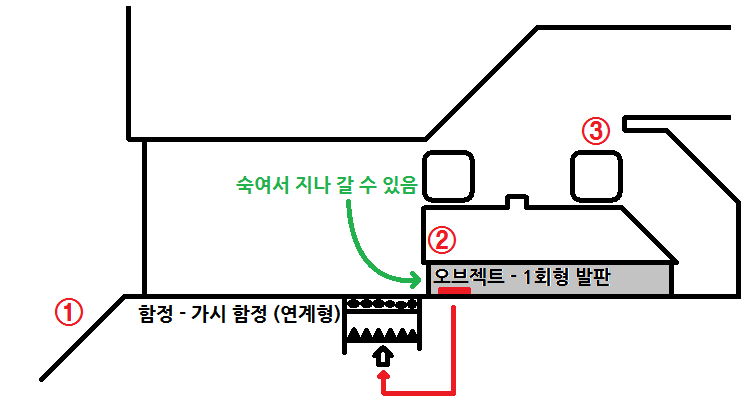 ③
숙여서 지나 갈 수 있음
②
오브젝트 - 1회형 발판
①
함정 - 가시 함정 (연계형)